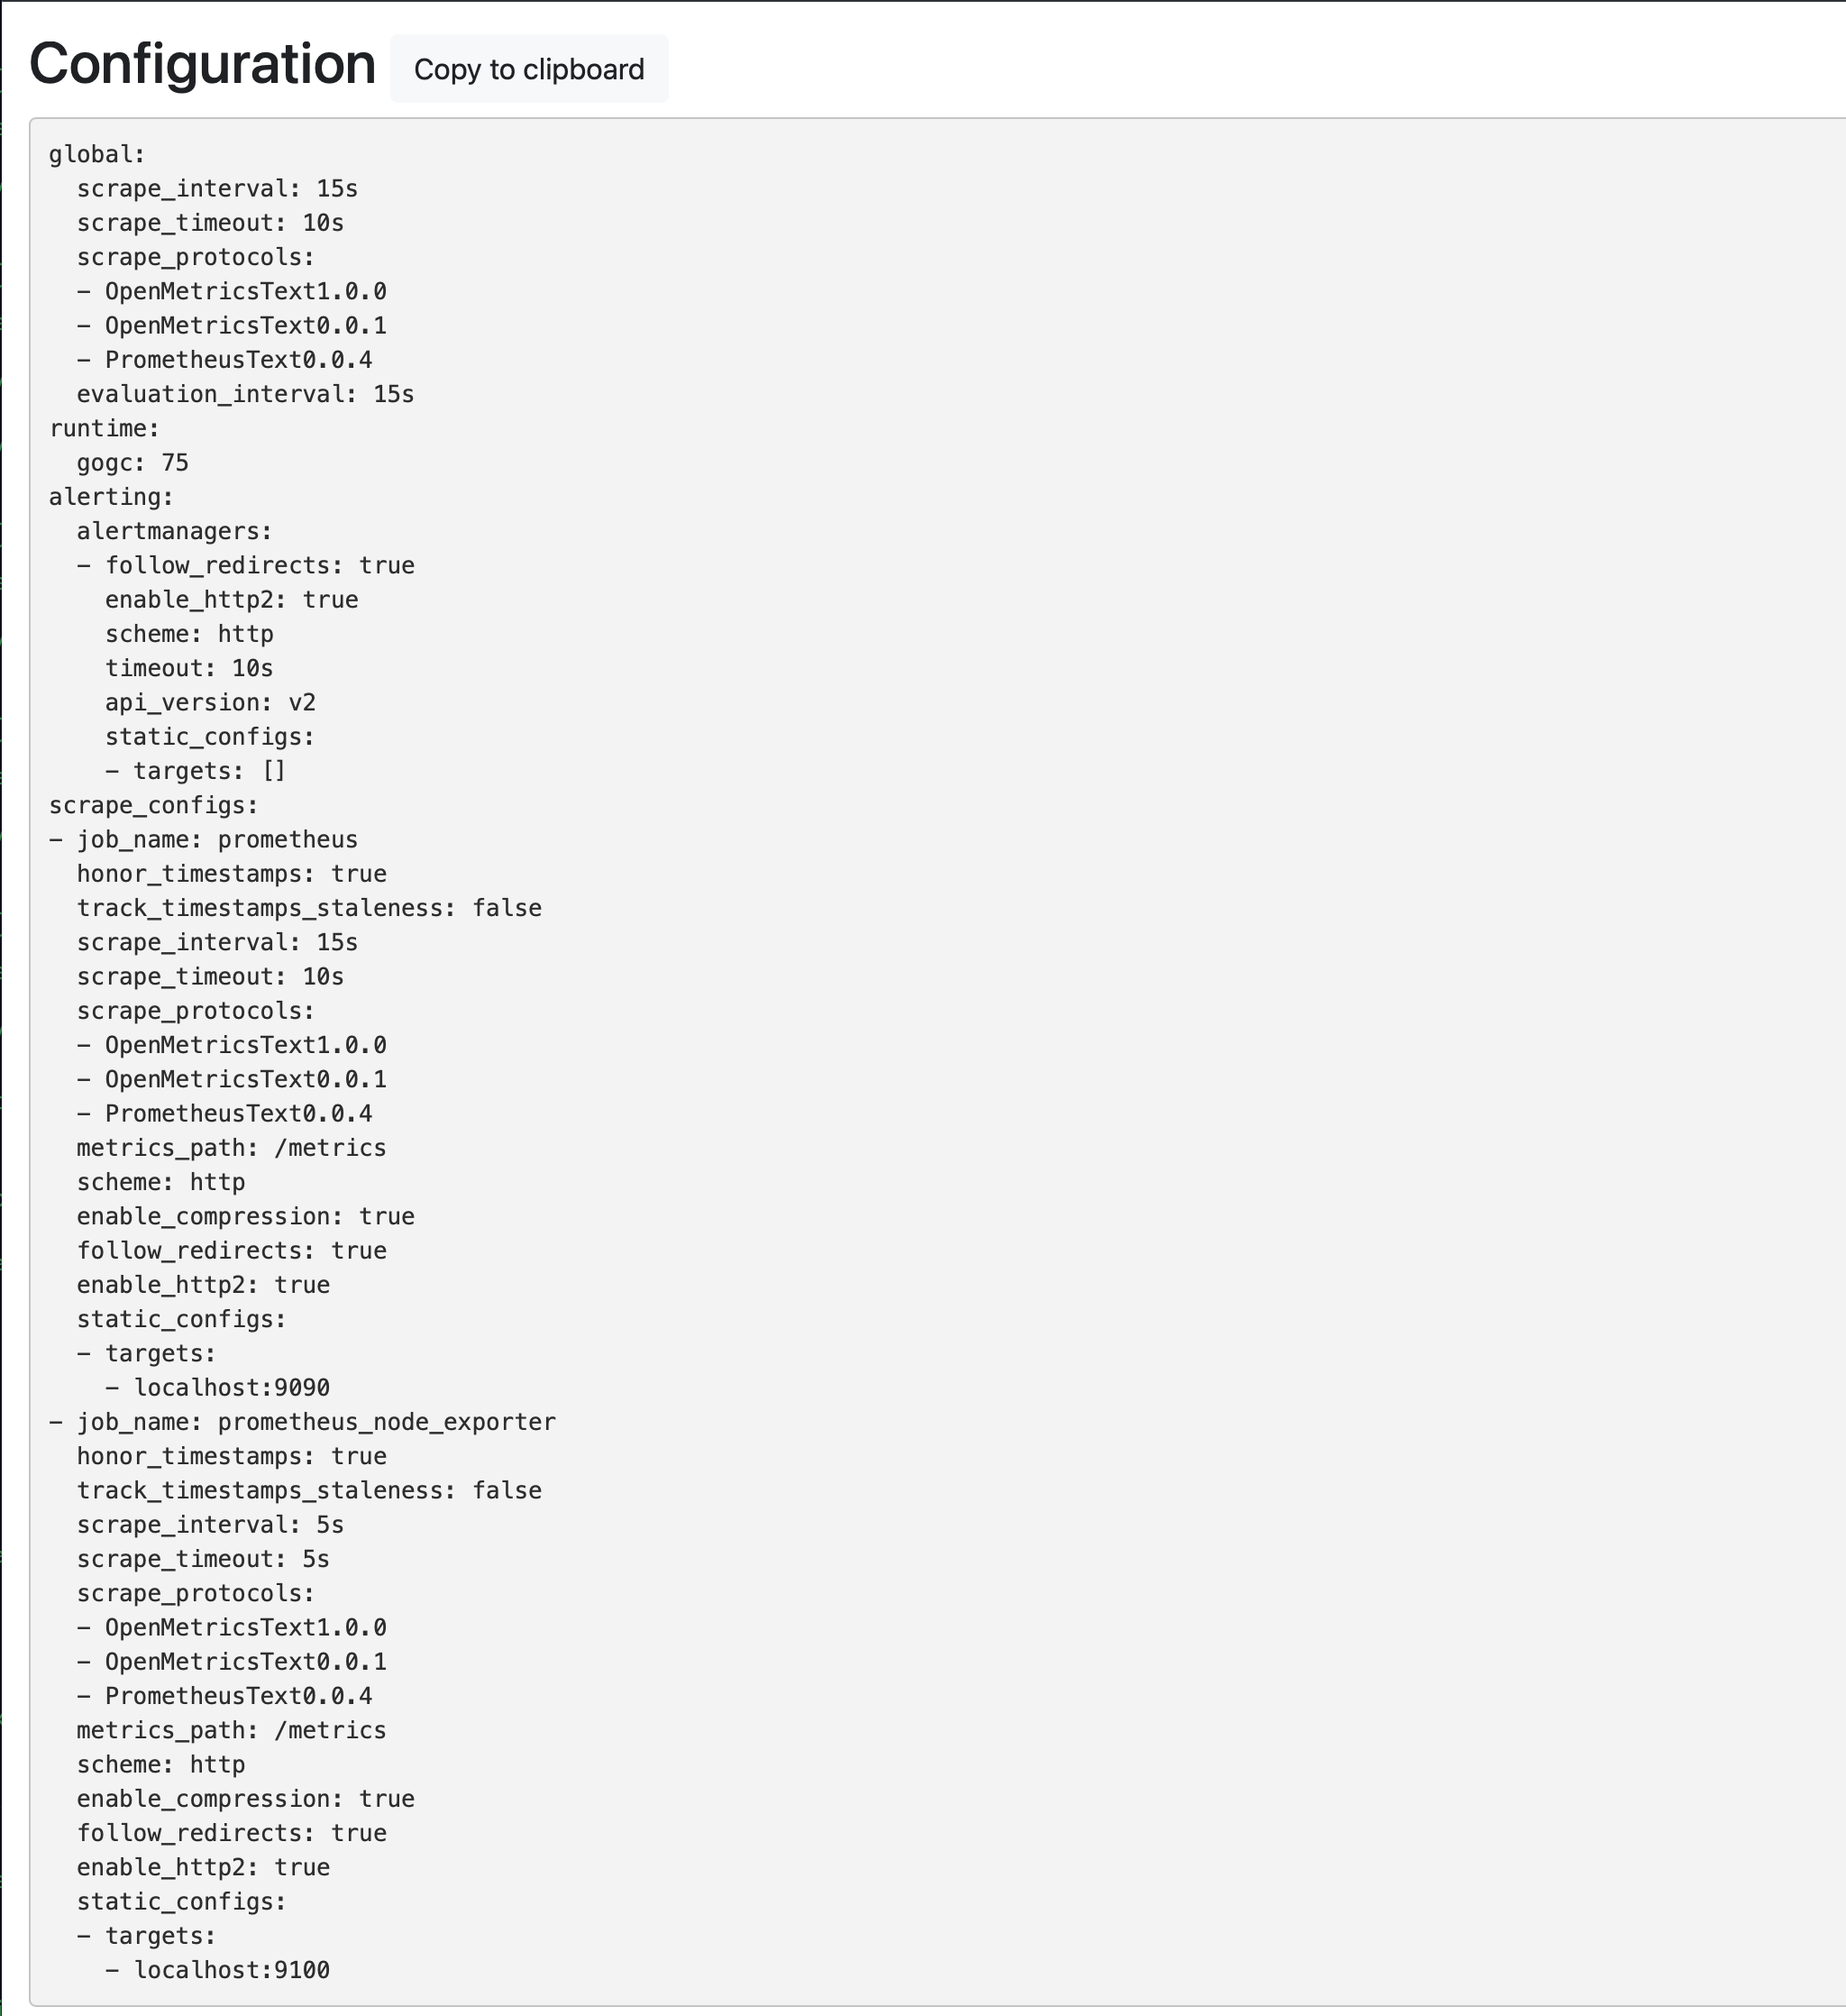 Configuration
Copy to clipboard
global:
  scrape_interval: 15s
  scrape_timeout: 10s
  scrape_protocols:
  - OpenMetricsText1.0.0
  - OpenMetricsText0.0.1
  - PrometheusText0.0.4
  evaluation_interval: 15s
runtime:
  gogc: 75
alerting:
  alertmanagers:
  - follow_redirects: true
    enable_http2: true
    scheme: http
    timeout: 10s
    api_version: v2
    static_configs:
    - targets: []
scrape_configs:
- job_name: prometheus
  honor_timestamps: true
  track_timestamps_staleness: false
  scrape_interval: 15s
  scrape_timeout: 10s
  scrape_protocols:
  - OpenMetricsText1.0.0
  - OpenMetricsText0.0.1
  - PrometheusText0.0.4
  metrics_path: /metrics
  scheme: http
  enable_compression: true
  follow_redirects: true
  enable_http2: true
  static_configs:
  - targets:
    - localhost:9090
- job_name: prometheus_node_exporter
  honor_timestamps: true
  track_timestamps_staleness: false
  scrape_interval: 5s
  scrape_timeout: 5s
  scrape_protocols:
  - OpenMetricsText1.0.0
  - OpenMetricsText0.0.1
  - PrometheusText0.0.4
  metrics_path: /metrics
  scheme: http
  enable_compression: true
  follow_redirects: true
  enable_http2: true
  static_configs:
  - targets:
    - localhost:9100